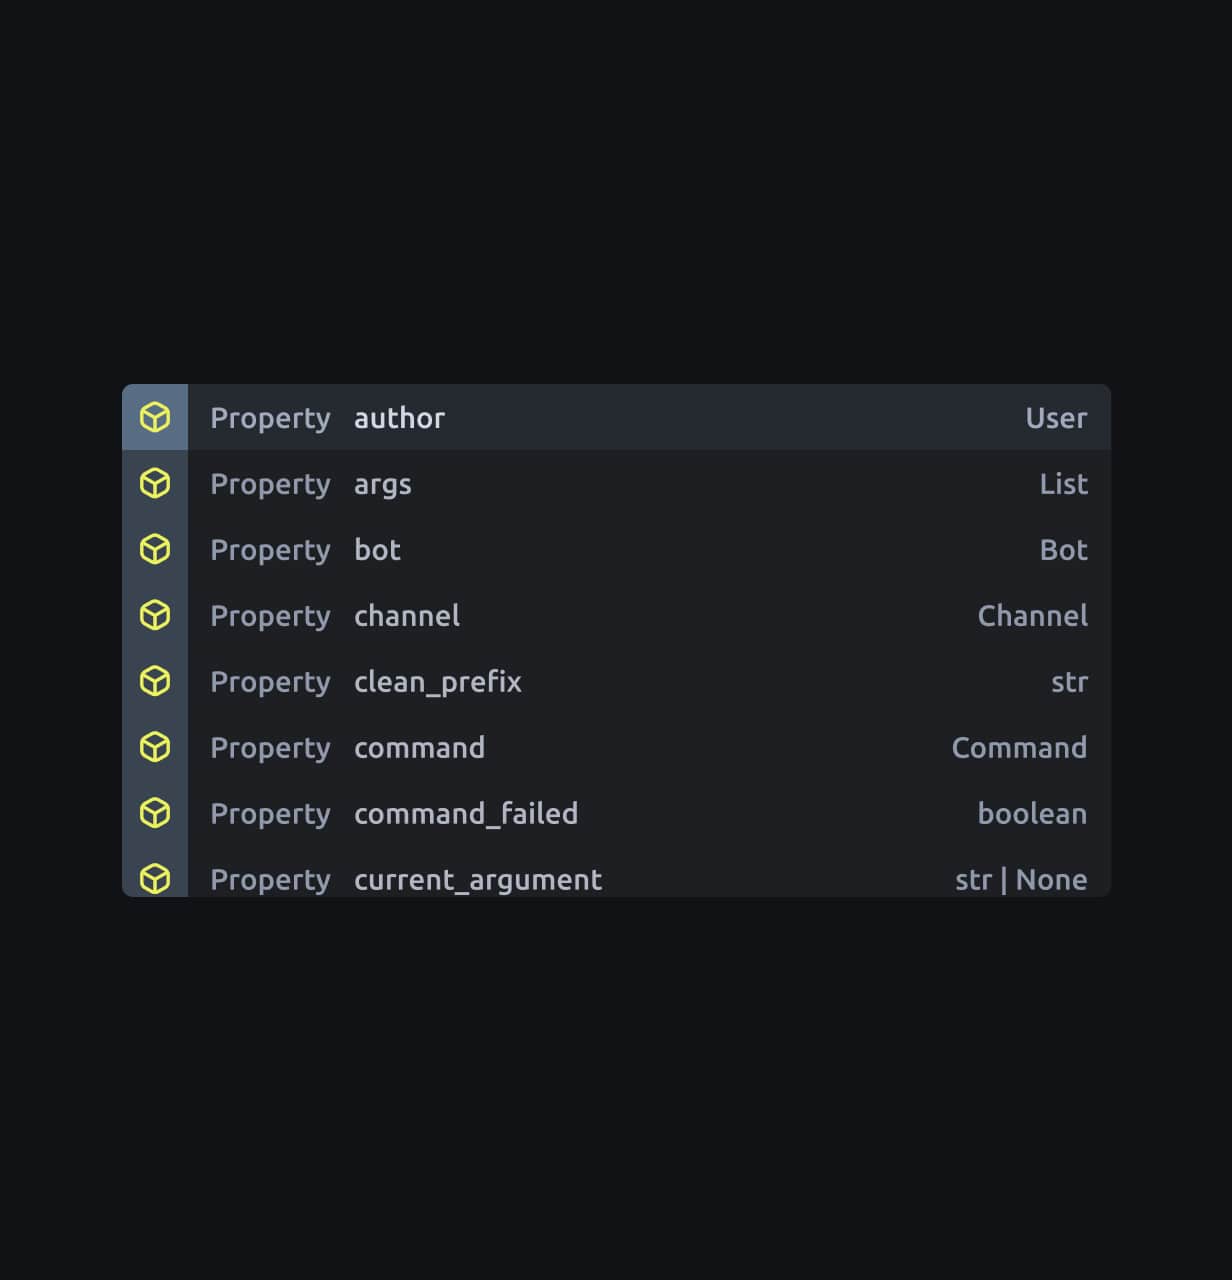 Property author User
Property args List
Property bot Bot
Property channel Channel
Property clean_prefix str
Property command Command
Property command_failed boolean
Property current_argument str | None